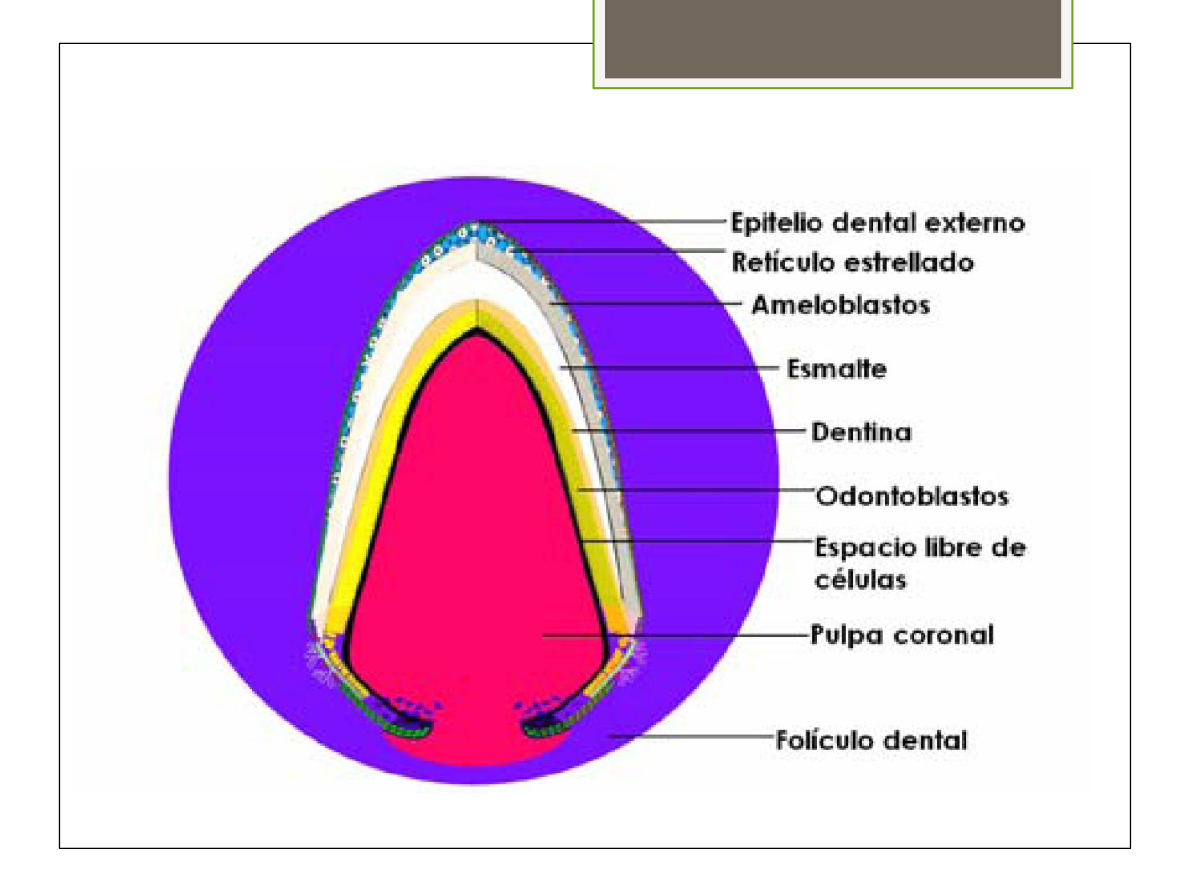 Epitelio dental externo
Retículo estrellado
Ameloblastos
Esmalte
Dentina
Odontoblastos
Espacio libre de
células
Pulpa coronal
Folículo dental